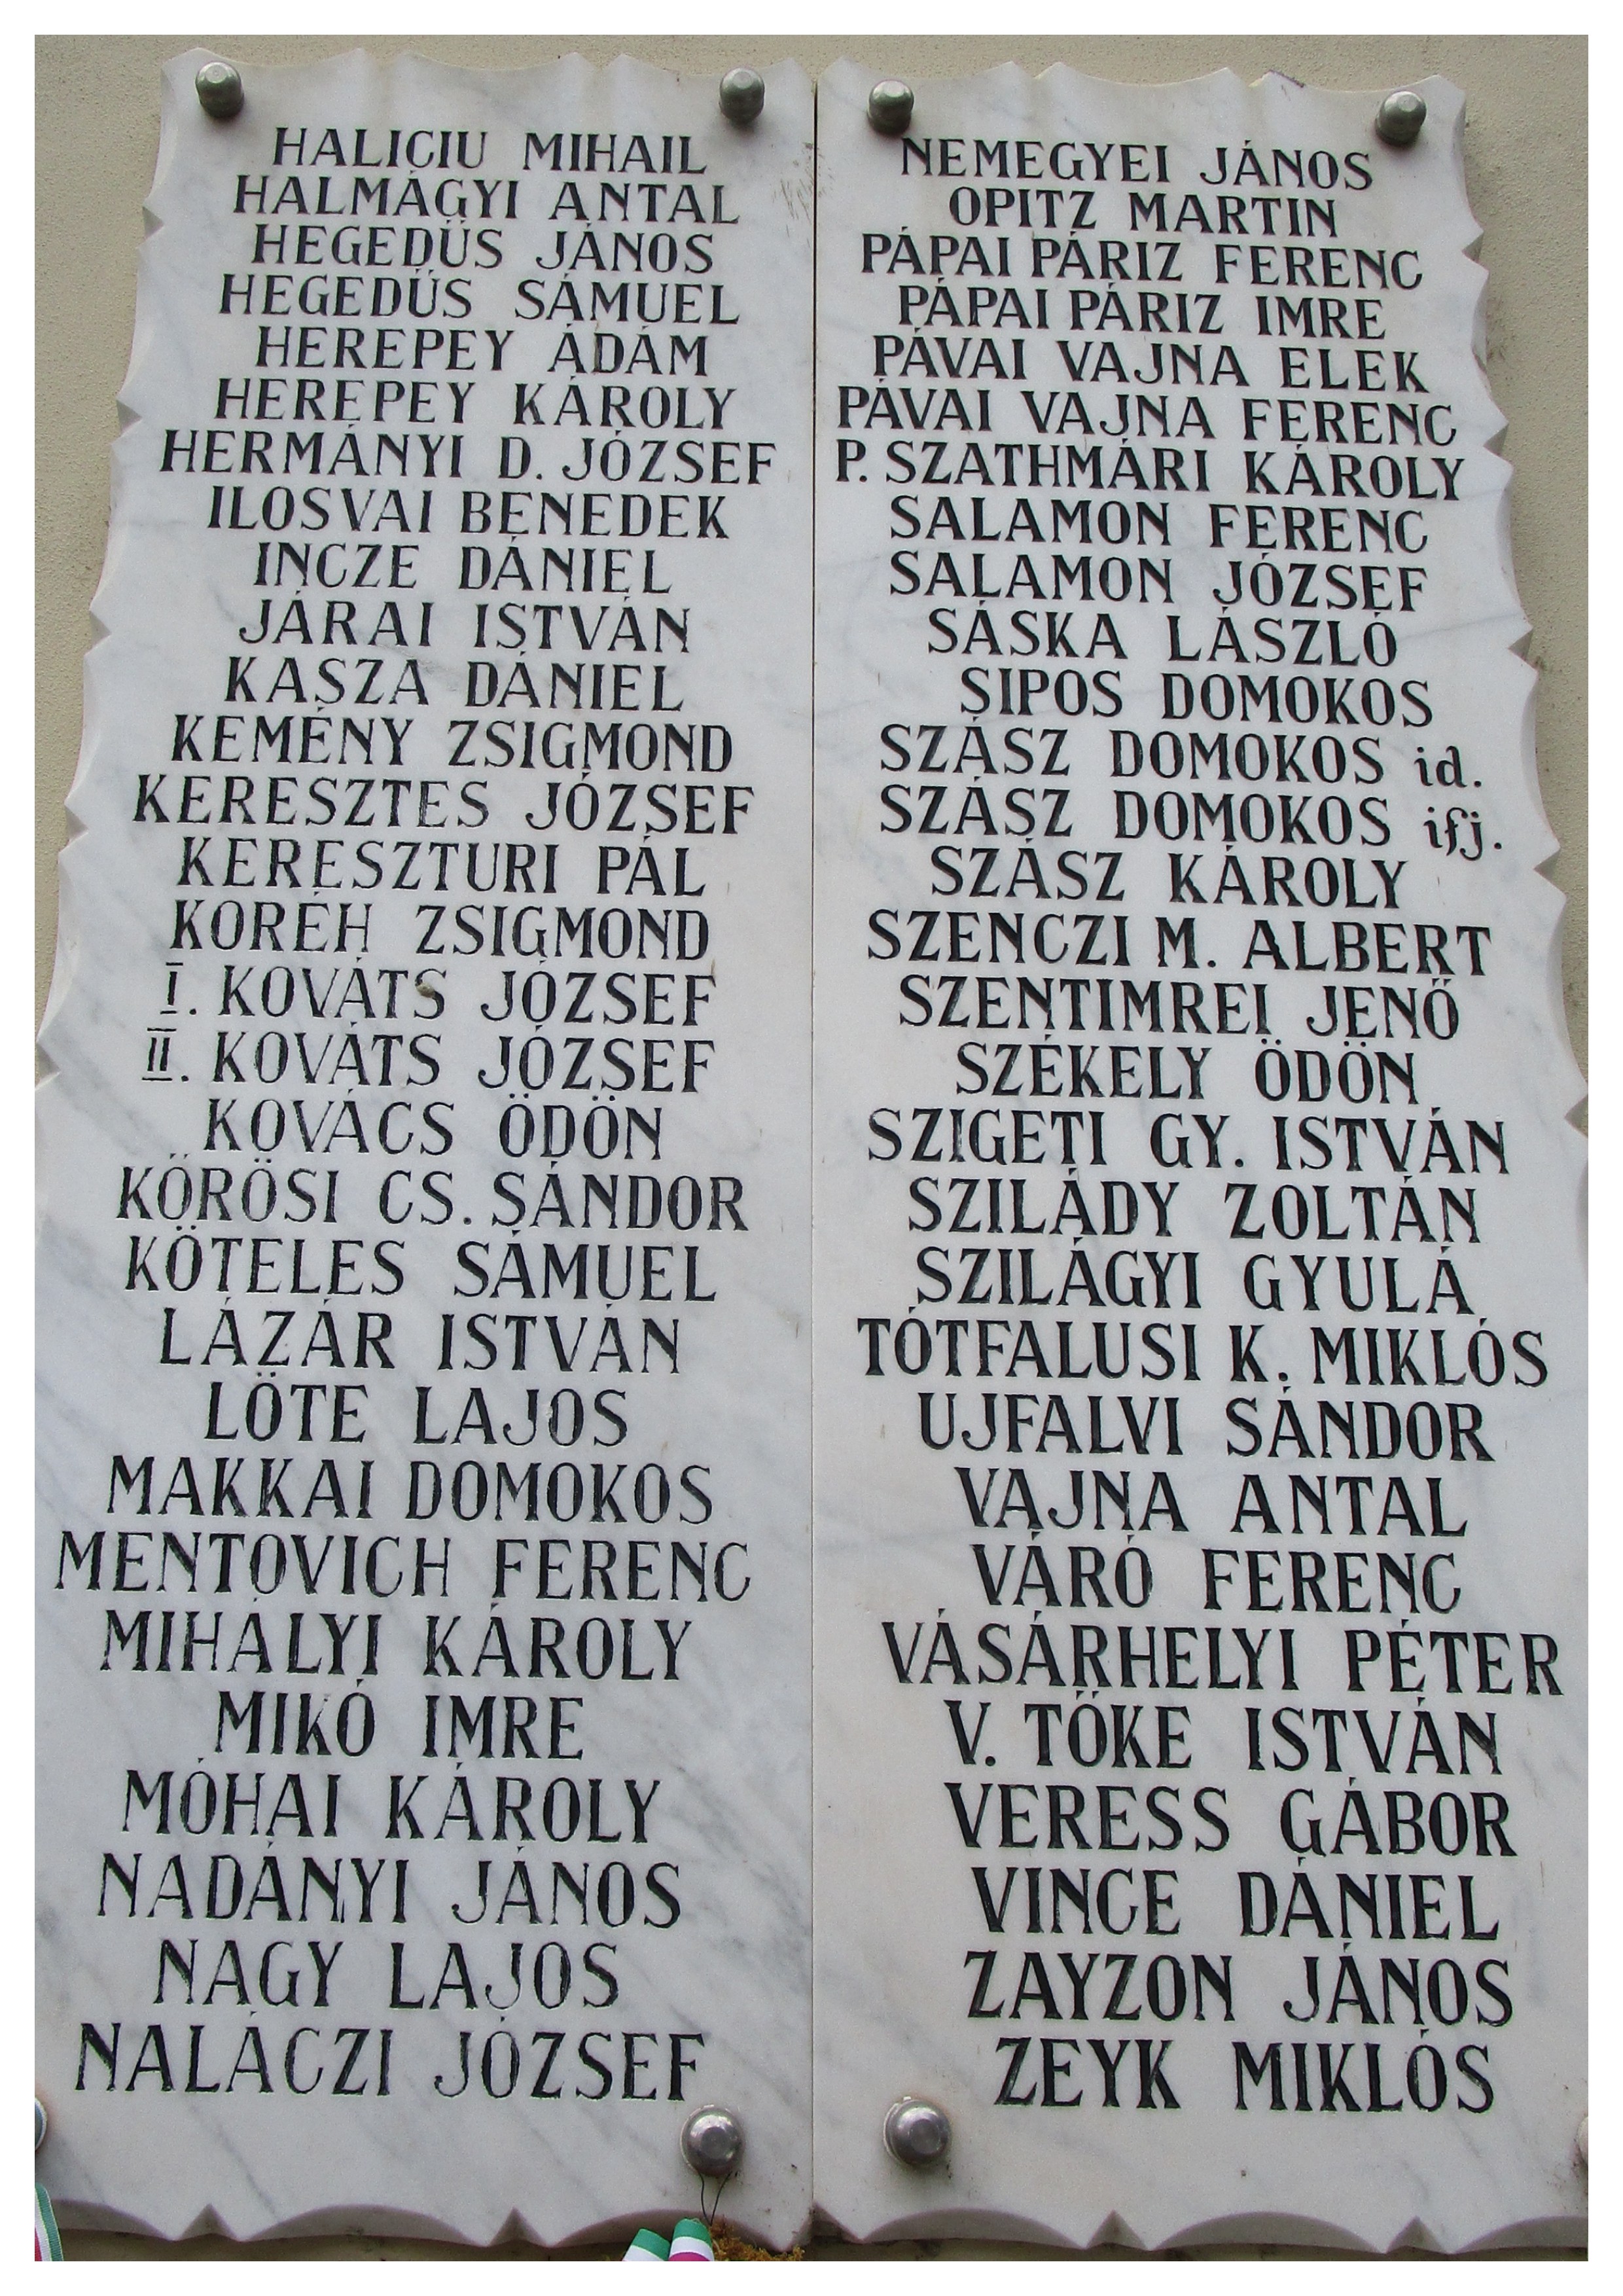 HALICIU MIHAIL
HALMÁGYI ANTAL
HEGEDÜS JÁNOS
HEGEDÜS SÁMUEL
HEREPEY ÁDÁM
HEREPEY KÁROLY
HERMÁNYI D. JÓZSEF
ILOSVAI BENEDEK
INCZE DÁNIEL
JÁRAI ISTVÁN
KASZA DÁNIEL
KEMÉNY ZSIGMOND
KERESZTES JÓZSEF
KERESZTURI PÁL
KORÉH ZSIGMOND
I. KOVÁTS JÓZSEF
II. KOVÁTS JÓZSEF
KOVÁCS ÖDÖN
KÖRÖSI CS. SÁNDOR
KÖTELES SÁMUEL
LÁZÁR ISTVÁN
LÖTE LAJOS
MAKKAI DOMOKOS
MENTOVICH FERENC
MIHÁLYI KÁROLY
MIKÓ IMRE
MÓHAI KÁROLY
NADÁNYI JÁNOS
NAGY LAJOS
NALÁCZI JÓZSEF
NEMEGYEI JÁNOS
OPITZ MARTIN
PÁPAI PÁRIZ FERENC
PÁPAI PÁRIZ IMRE
PÁVAI VAJNA ELEK
PÁVAI VAJNA FERENC
P. SZATHMÁRI KÁROLY
SALAMON FERENC
SALAMON JÓZSEF
SÁSKA LÁSZLÓ
SIPOS DOMOKOS
SZÁSZ DOMOKOS id.
SZÁSZ DOMOKOS ifj.
SZÁSZ KÁROLY
SZENCZI M. ALBERT
SZENTIMREI JENŐ
SZÉKELY ÖDÖN
SZIGETI GY. ISTVÁN
SZILÁDY ZOLTÁN
SZILÁGYI GYULÁ
TÓTFALUSI K. MIKLÓS
UJFALVI SÁNDOR
VAJNA ANTAL
VÁRÓ FERENC
VÁSÁRHELYI PÉTER
V. TŐKE ISTVÁN
VERESS GÁBOR
VINCE DÁNIEL
ZAYZON JÁNOS
ZEYK MIKLÓS